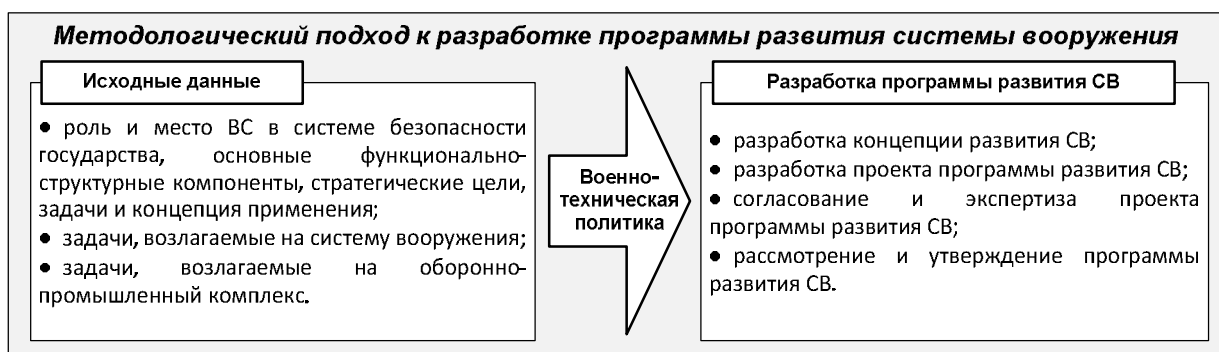 Методологический подход к разработке программы развития системы вооружения
Исходные данные
● роль и место ВС в системе безопасности
государства, основные функционально-
структурные компоненты, стратегические цели,
задачи и концепция применения;
● задачи, возлагаемые на систему вооружения;
● задачи, возлагаемые на оборонно-
промышленный комплекс.
Военно-
техническая
политика
Разработка программы развития СВ
● разработка концепции развития СВ;
● разработка проекта программы развития СВ;
● согласование и экспертиза проекта
программы развития СВ;
● рассмотрение и утверждение программы
развития СВ.